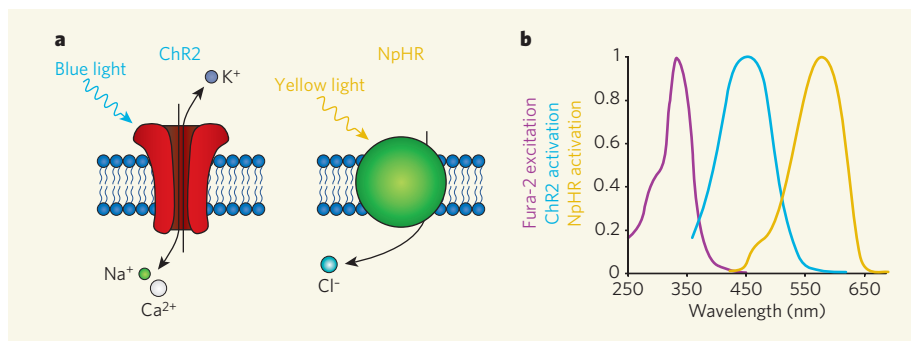 a
ChR2
NpHR
Blue light
Yellow light
K⁺
Na⁺
Ca²⁺
Cl⁻
b
Fura-2 excitation
ChR2 activation
NpHR activation
1
0.8
0.6
0.4
0.2
0
250
350
450
550
650
Wavelength (nm)